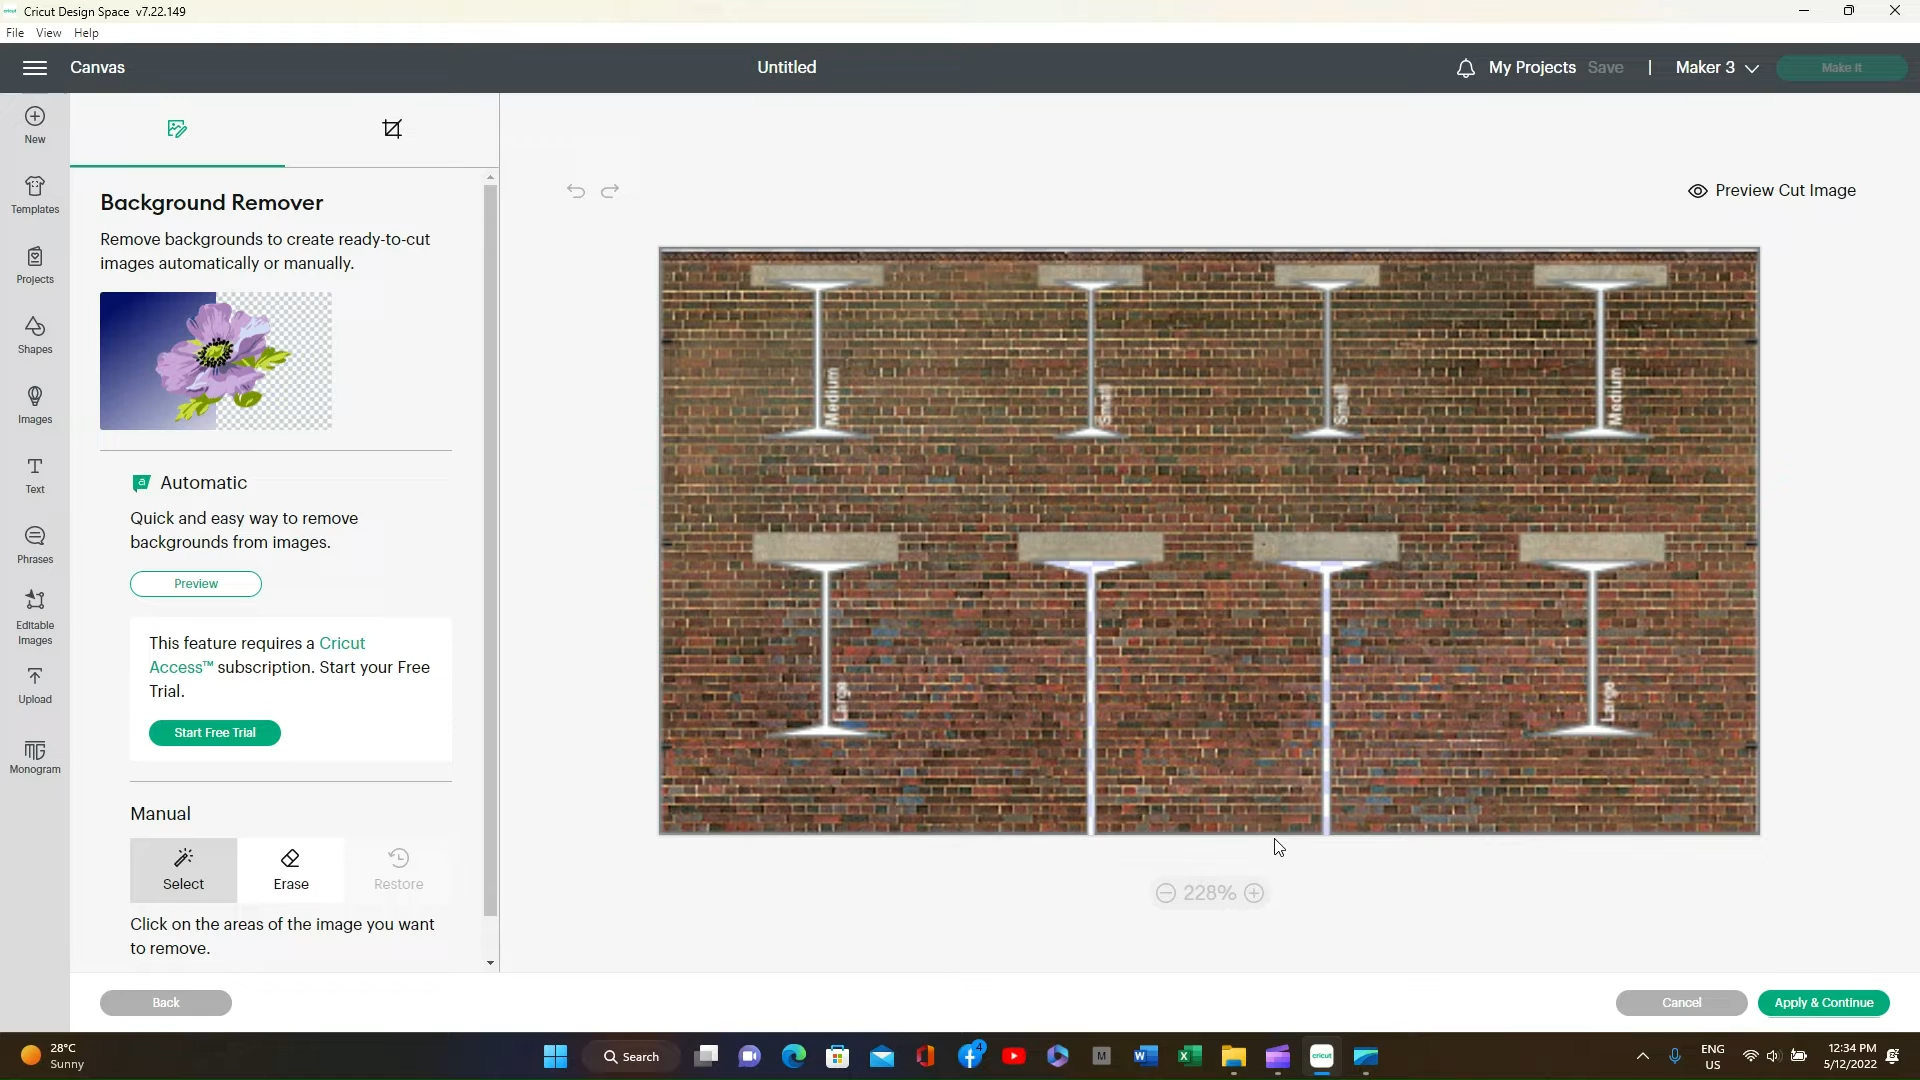 cricut Cricut Design Space v7.22.149
File View Help
Canvas
Untitled
My Projects Save | Maker 3 Make It
New
Templates
Projects
Shapes
Images
Text
Phrases
Editable
Images
Upload
Monogram
Background Remover
Remove backgrounds to create ready-to-cut
images automatically or manually.
a Automatic
Quick and easy way to remove
backgrounds from images.
Preview
This feature requires a Cricut
Access™ subscription. Start your Free
Trial.
Start Free Trial
Manual
Select Erase Restore
Click on the areas of the image you want
to remove.
Back
Preview Cut Image
Medium Small Small Medium
Large Large
228%
Cancel Apply & Continue
28°C
Sunny
Search
4
M
cricut
ENG
US
12:34 PM
5/12/2022